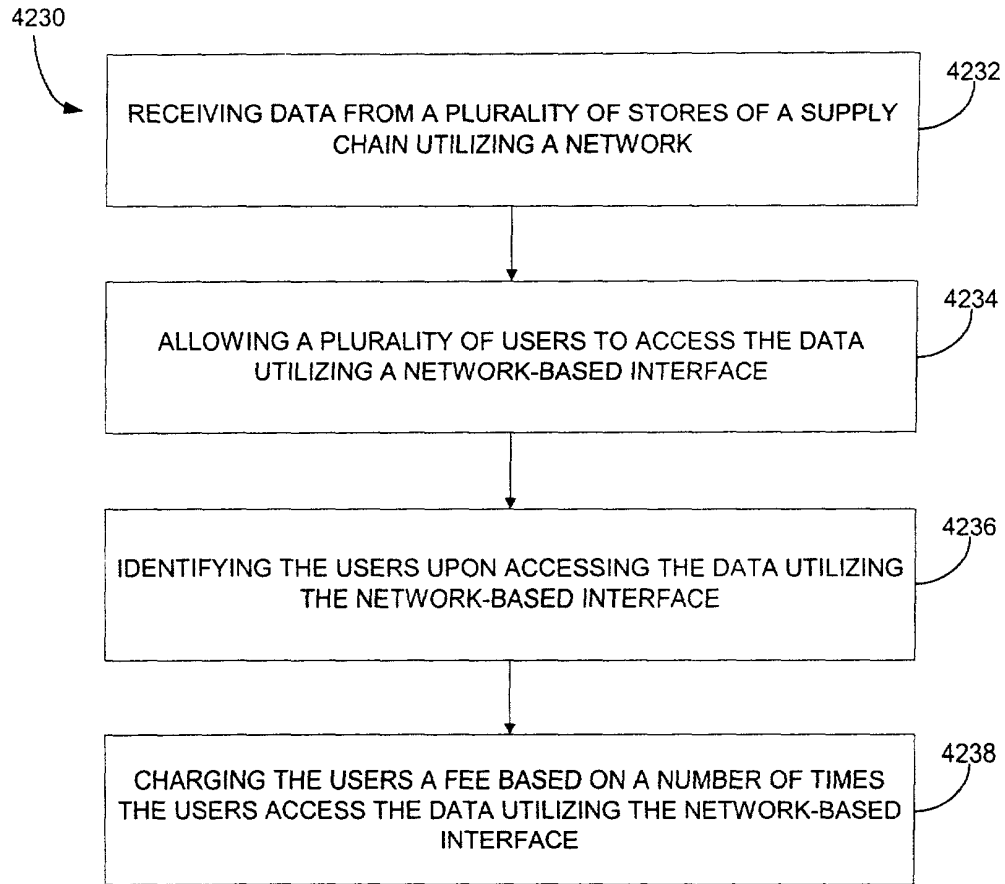 4230
4232
RECEIVING DATA FROM A PLURALITY OF STORES OF A SUPPLY
CHAIN UTILIZING A NETWORK
4234
ALLOWING A PLURALITY OF USERS TO ACCESS THE DATA
UTILIZING A NETWORK-BASED INTERFACE
4236
IDENTIFYING THE USERS UPON ACCESSING THE DATA UTILIZING
THE NETWORK-BASED INTERFACE
4238
CHARGING THE USERS A FEE BASED ON A NUMBER OF TIMES
THE USERS ACCESS THE DATA UTILIZING THE NETWORK-BASED
INTERFACE